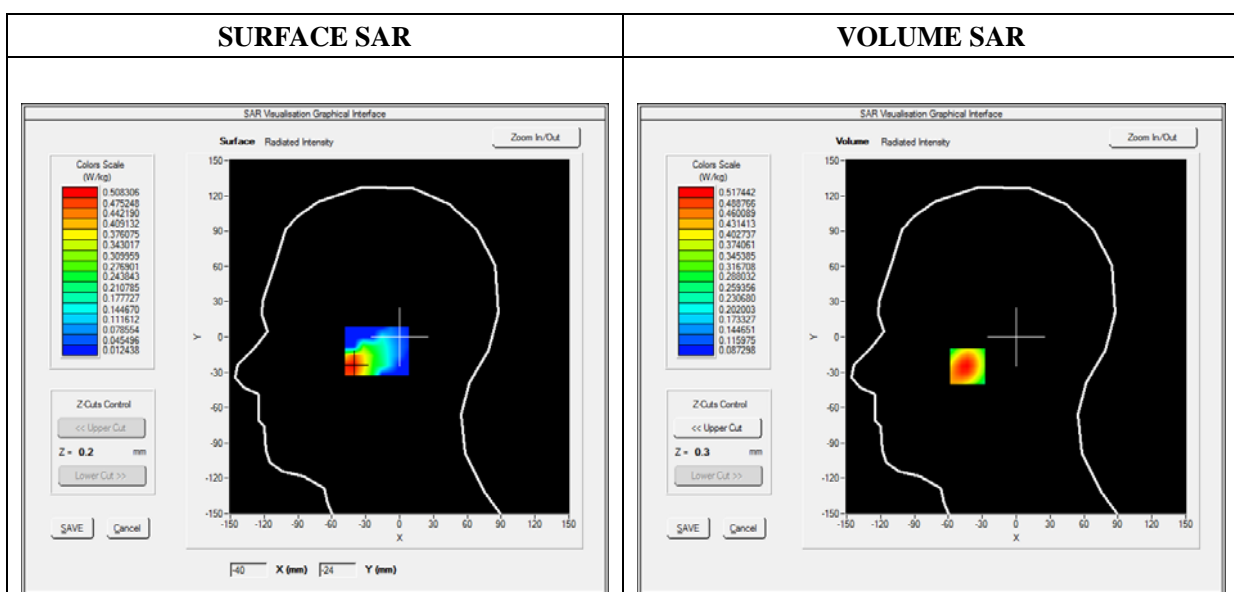 SURFACE SAR
VOLUME SAR
SAR Visualisation Graphical Interface
Surface Radiated Intensity
Zoom In/Out
Colors Scale
(W/kg)
0.508306
0.475248
0.442190
0.409132
0.376075
0.343017
0.309959
0.276901
0.243843
0.210785
0.177727
0.144670
0.111612
0.078554
0.045496
0.012438
Z-Cuts Control
<< Upper Cut
Z = 0.2 mm
Lower Cut >>
SAVE Cancel
150
120
90
60
30
0
-30
-60
-90
-120
-150
Y
-150 -120 -90 -60 -30 0 30 60 90 120 150
X
-40 X (mm) -24 Y (mm)
SAR Visualisation Graphical Interface
Volume Radiated Intensity
Zoom In/Out
Colors Scale
(W/kg)
0.517442
0.488766
0.460089
0.431413
0.402737
0.374061
0.345385
0.316708
0.288032
0.259356
0.230680
0.202003
0.173327
0.144651
0.115975
0.087298
Z-Cuts Control
<< Upper Cut
Z = 0.3 mm
Lower Cut >>
SAVE Cancel
150
120
90
60
30
0
-30
-60
-90
-120
-150
Y
-150 -120 -90 -60 -30 0 30 60 90 120 150
X